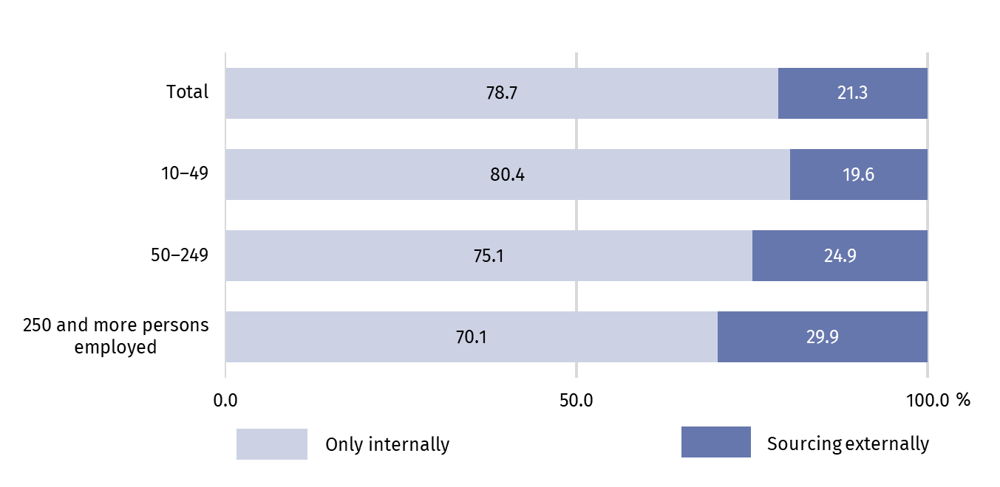 Total
78.7
21.3
10–49
80.4
19.6
50–249
75.1
24.9
250 and more persons
employed
70.1
29.9
0.0
50.0
100.0 %
Only internally
Sourcing externally